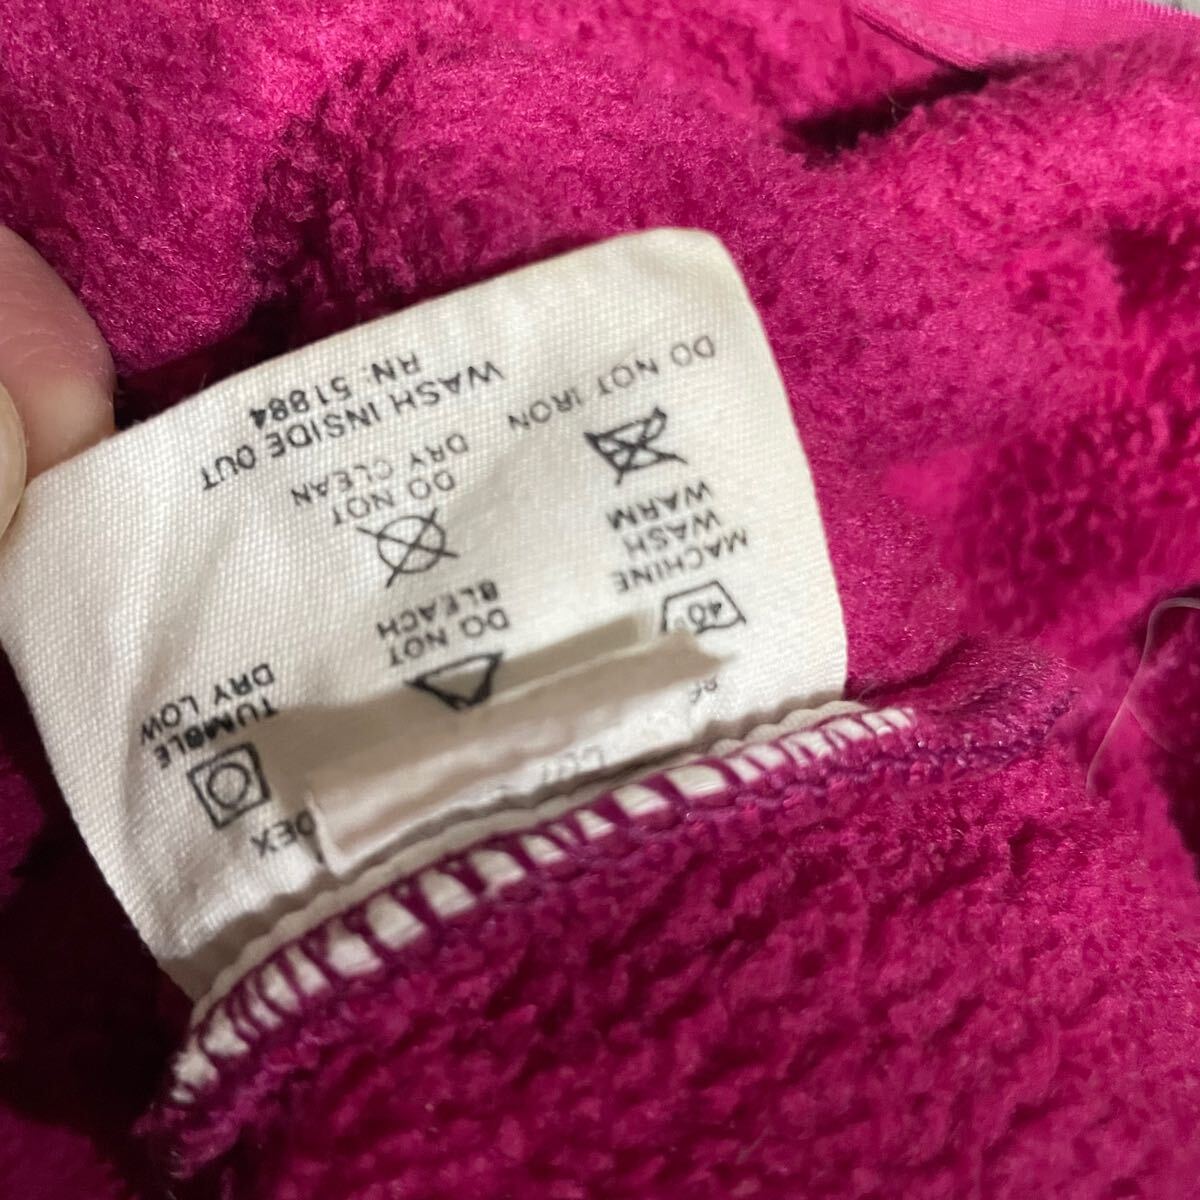 DEX
40
MACHINE
WASH
WARM
DO NOT
BLEACH
TUMBLE
DRY LOW
DO NOT IRON
DO NOT
DRY CLEAN
WASH INSIDE OUT
RN: 51884